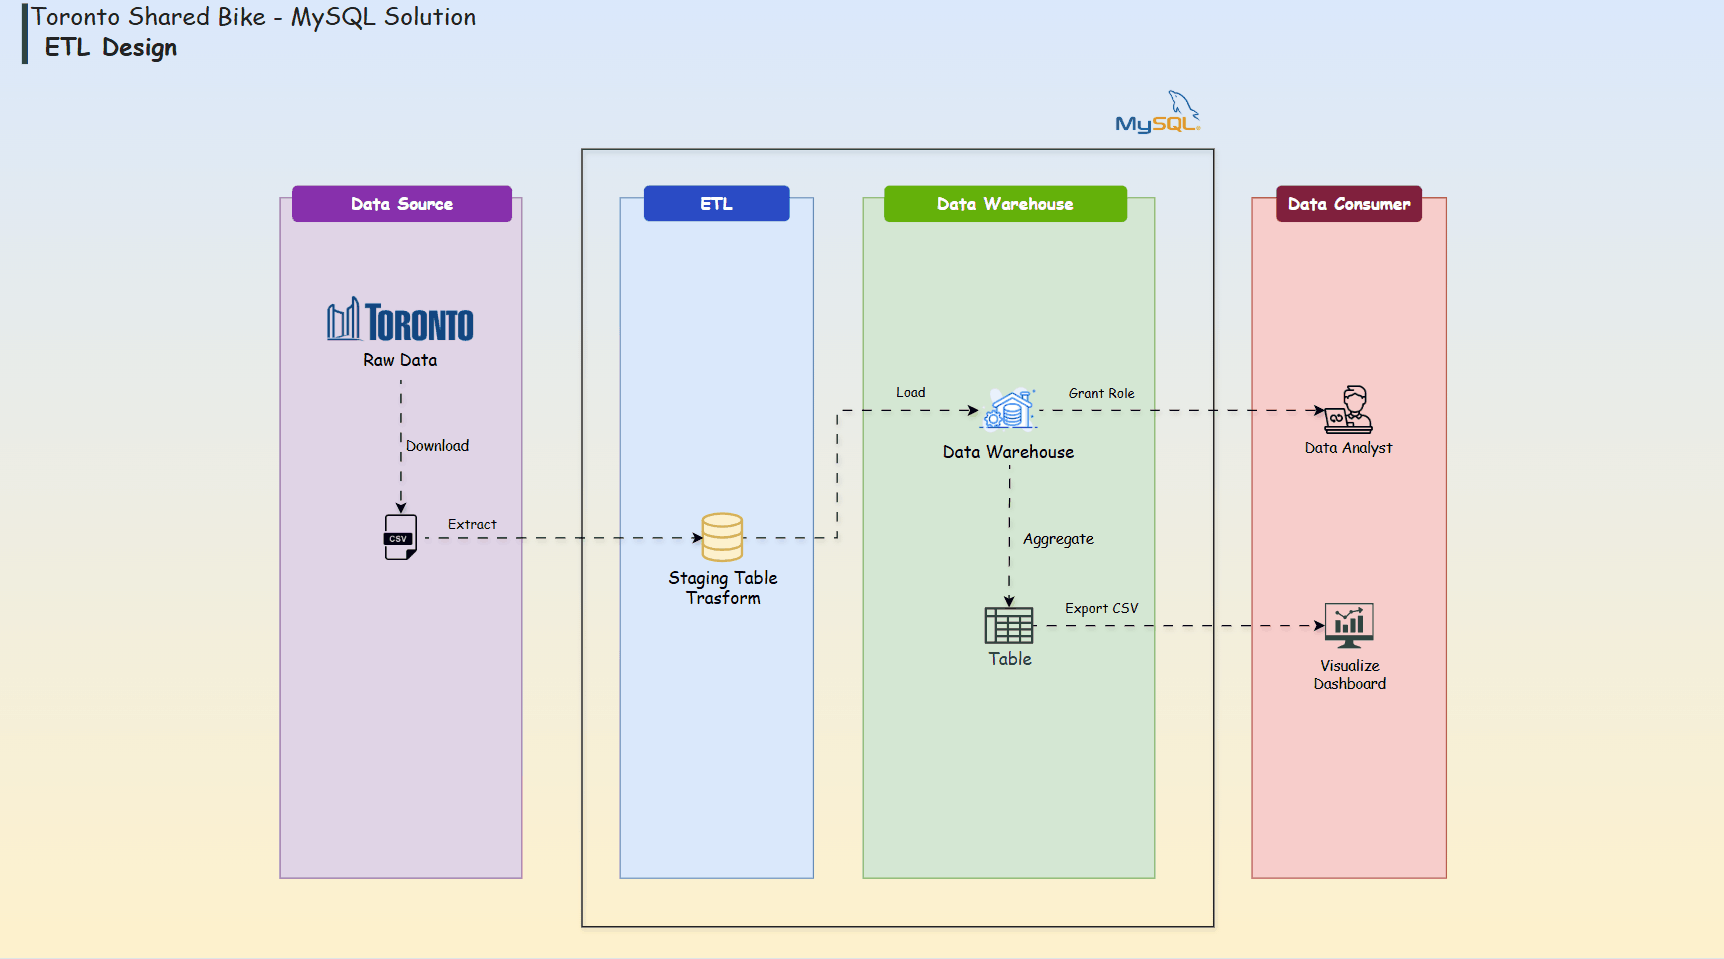 Toronto Shared Bike - MySQL Solution
ETL Design
MySQL®
Data Source
ETL
Data Warehouse
Data Consumer
TORONTO
Raw Data
Download
CSV
Extract
Staging Table
Trasform
Load
Data Warehouse
Grant Role
Data Analyst
Aggregate
Table
Export CSV
Visualize
Dashboard